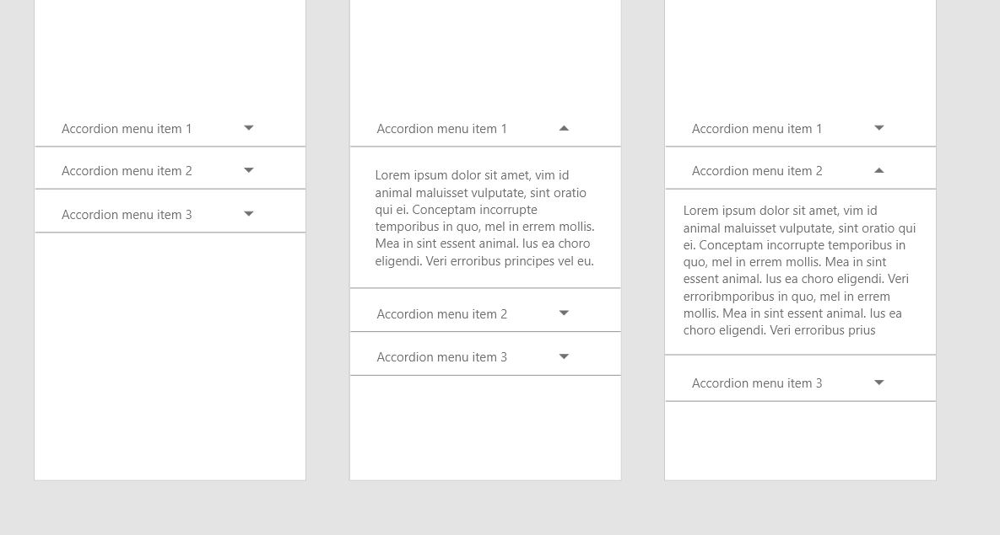 Accordion menu item 1
Accordion menu item 2
Accordion menu item 3
Accordion menu item 1
Lorem ipsum dolor sit amet, vim id
animal maluisset vulputate, sint oratio
qui ei. Conceptam incorrupte
temporibus in quo, mel in errem mollis.
Mea in sint essent animal. Ius ea choro
eligendi. Veri erroribus principes vel eu.
Accordion menu item 2
Accordion menu item 3
Accordion menu item 1
Accordion menu item 2
Lorem ipsum dolor sit amet, vim id
animal maluisset vulputate, sint oratio qui
ei. Conceptam incorrupte temporibus in
quo, mel in errem mollis. Mea in sint
essent animal. Ius ea choro eligendi. Veri
erroribmporibus in quo, mel in errem
mollis. Mea in sint essent animal. Ius ea
choro eligendi. Veri erroribus prius
Accordion menu item 3